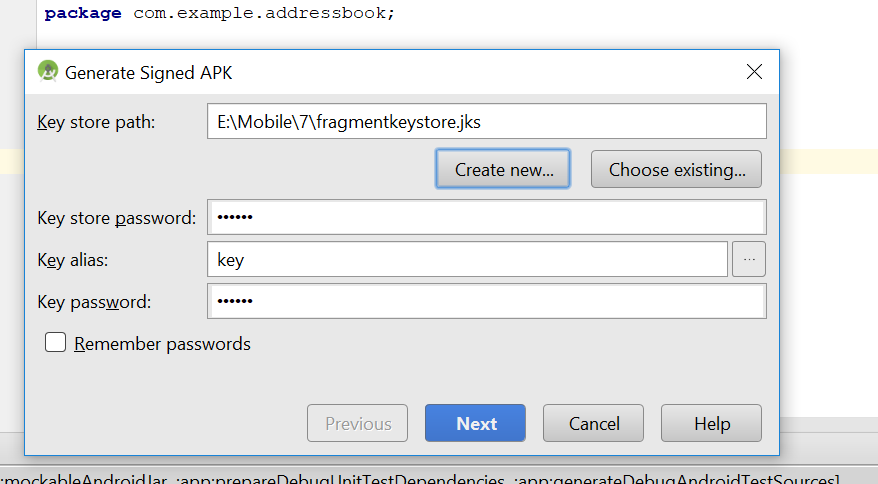 package com.example.addressbook;
Generate Signed APK
Key store path: E:\Mobile\7\fragmentkeystore.jks
Create new... Choose existing...
Key store password: ••••••
Key alias: key ...
Key password: ••••••
Remember passwords
Previous Next Cancel Help
:mockableAndroidJar, :app:prepareDebugUnitTestDependencies, :app:generateDebugAndroidTestSources]